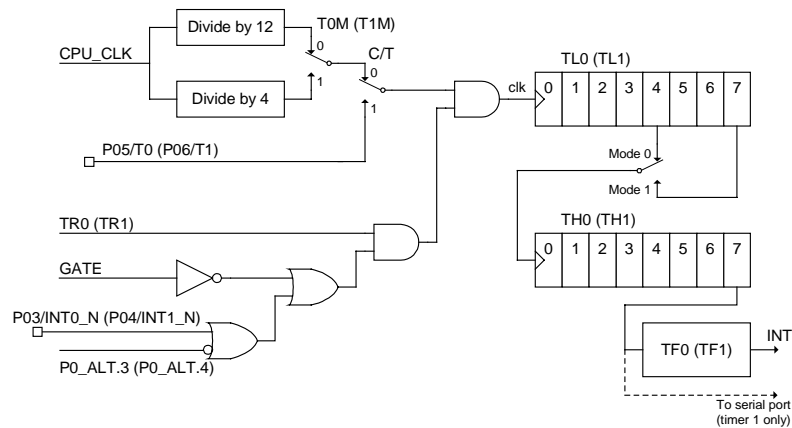 Divide by 12
T0M (T1M)
CPU_CLK
0
C/T
1
0
Divide by 4
1
P05/T0 (P06/T1)
clk
TL0 (TL1)
0 1 2 3 4 5 6 7
Mode 0
Mode 1
TR0 (TR1)
GATE
P03/INT0_N (P04/INT1_N)
P0_ALT.3 (P0_ALT.4)
TH0 (TH1)
0 1 2 3 4 5 6 7
TF0 (TF1)
INT
To serial port
(timer 1 only)